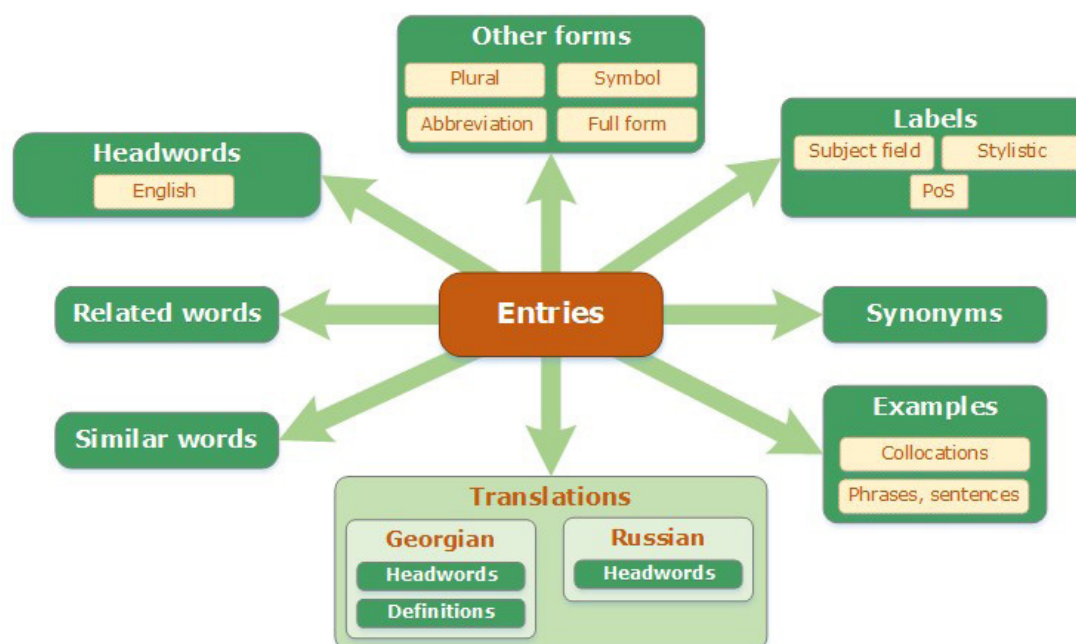 Other forms
Plural
Symbol
Abbreviation
Full form
Labels
Subject field
Stylistic
PoS
Headwords
English
Related words
Entries
Synonyms
Similar words
Examples
Collocations
Phrases, sentences
Translations
Georgian
Headwords
Definitions
Russian
Headwords